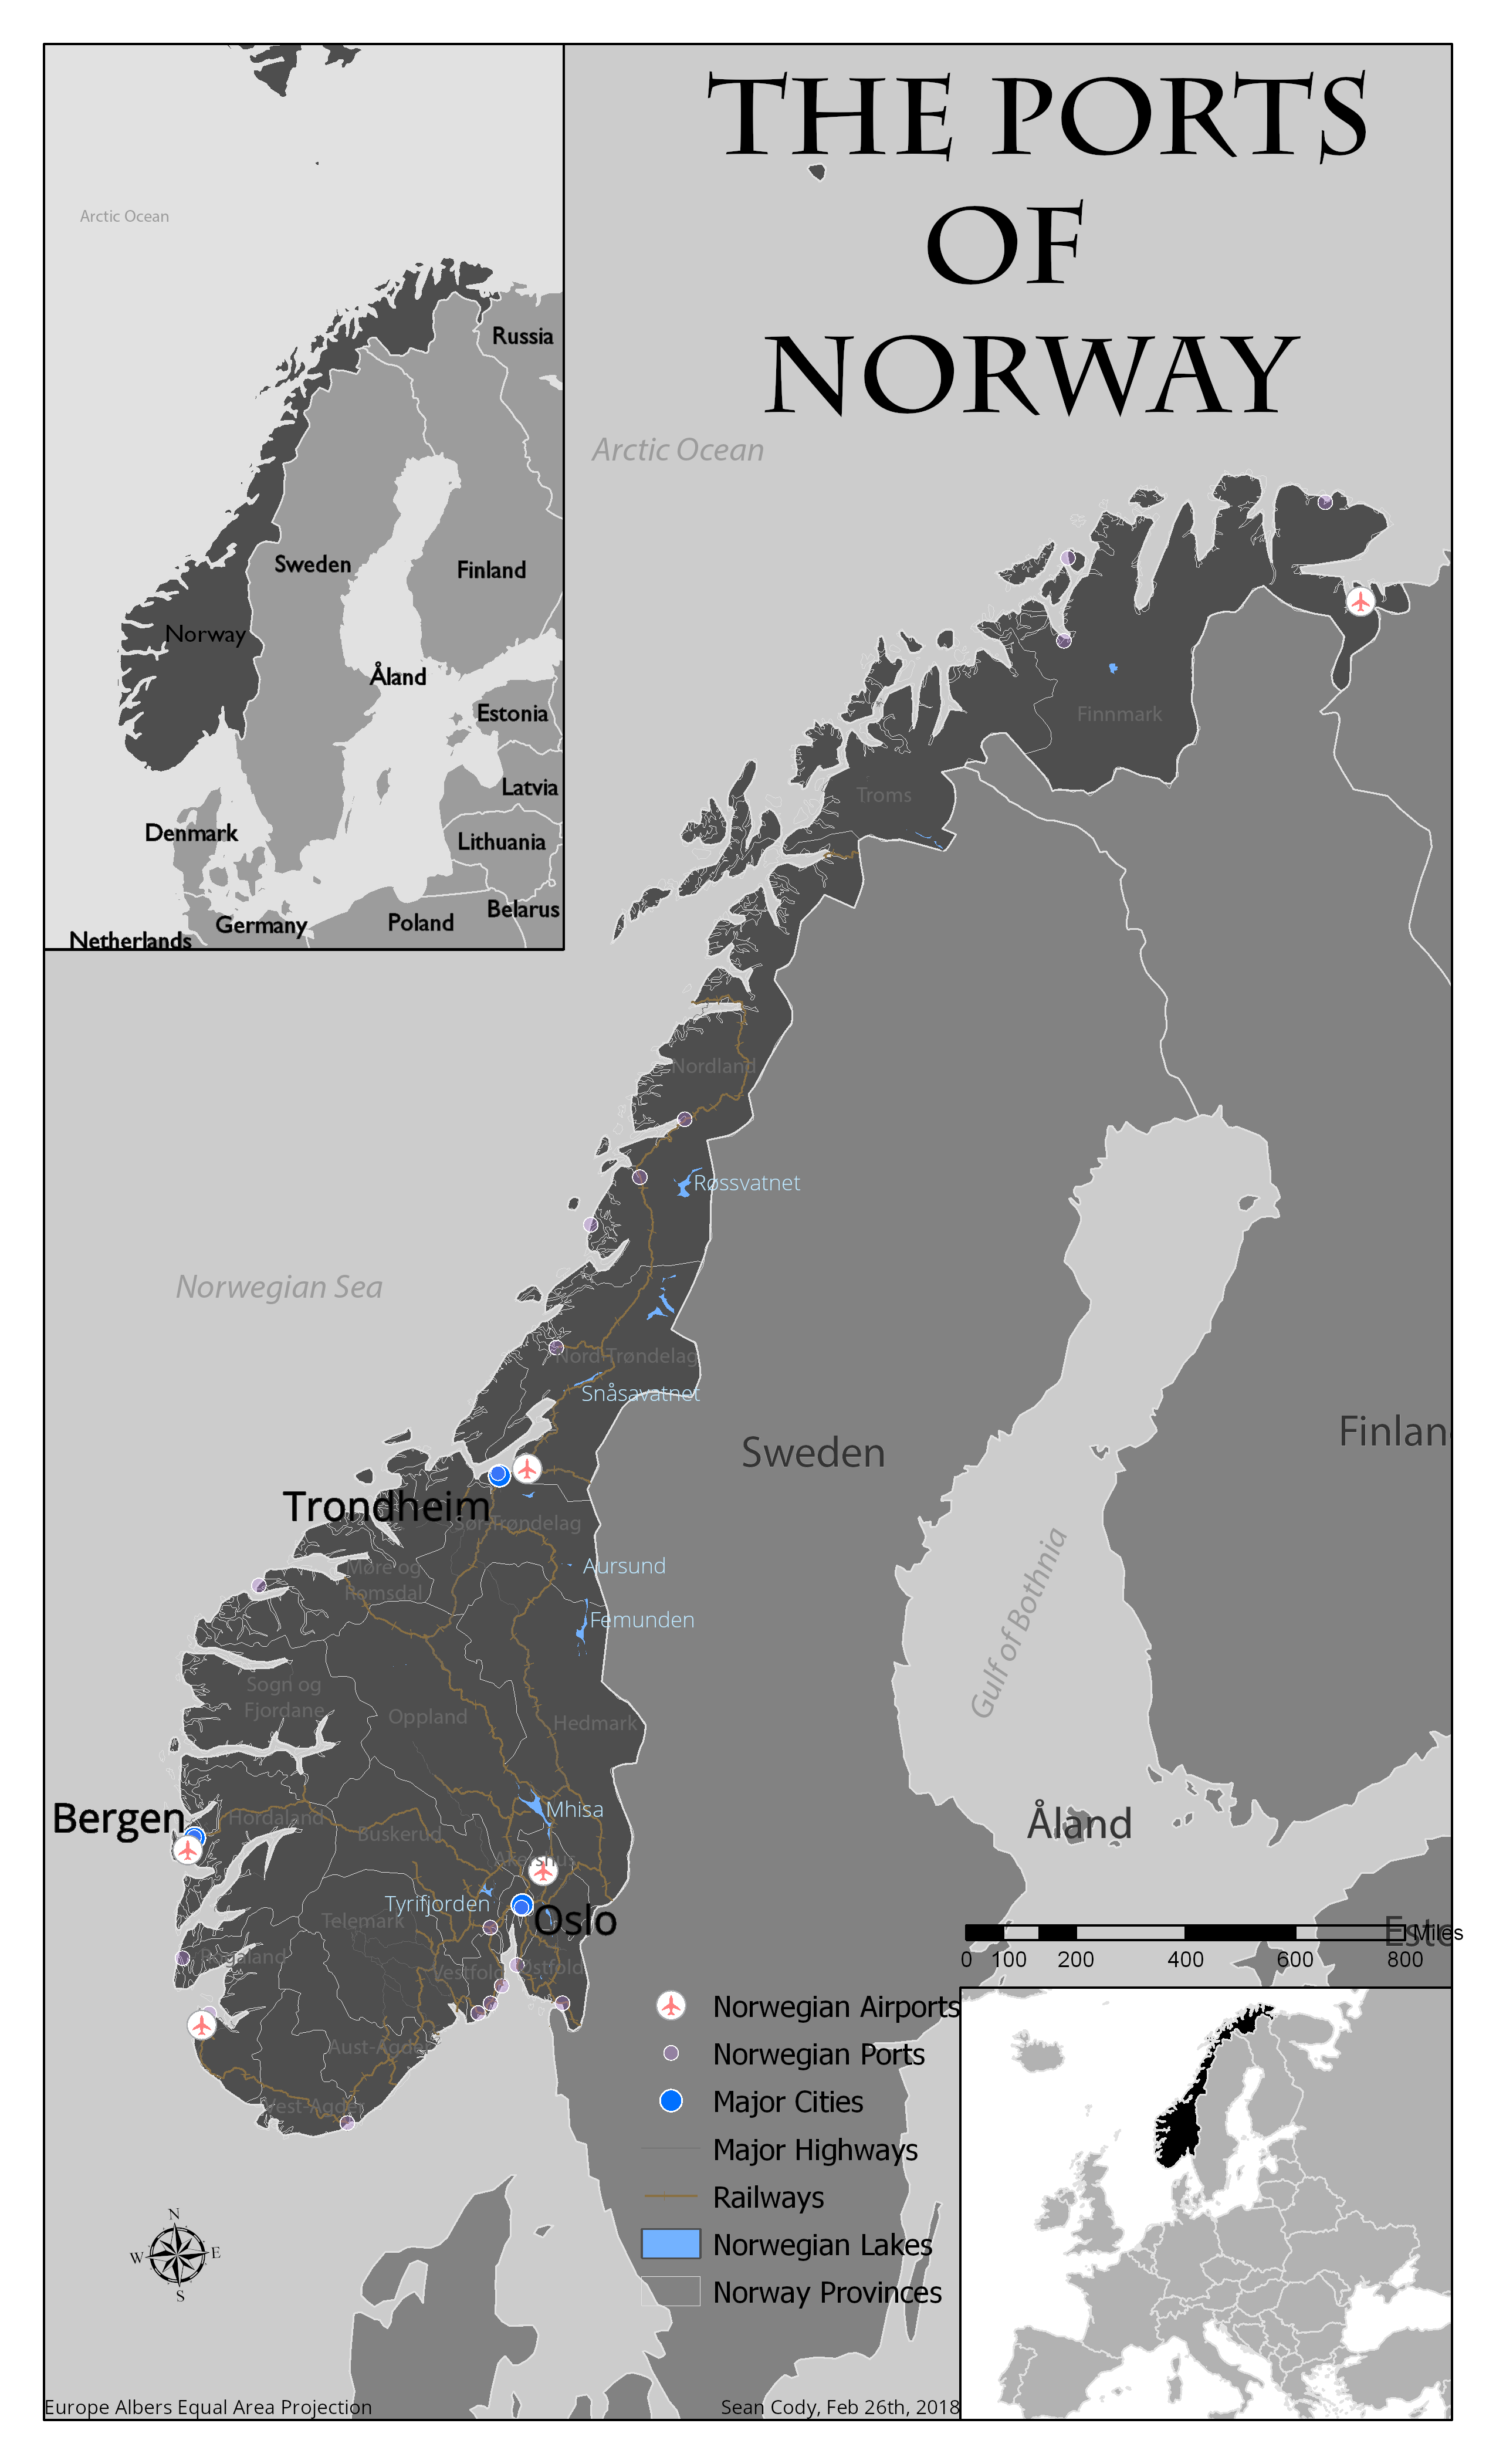 THE PORTS
OF
NORWAY
Arctic Ocean
Russia
Sweden
Finland
Norway
Åland
Estonia
Latvia
Denmark
Lithuania
Belarus
Poland
Germany
Netherlands
Arctic Ocean
Finnmark
Troms
Nordland
Røssvatnet
Norwegian Sea
Nord-Trøndelag
Snåsavatnet
Sweden
Finlan
Trondheim
Sør-Trøndelag
Møre og
Romsdal
Aursund
Femunden
Gulf of Bothnia
Sogn og
Fjordane
Oppland
Hedmark
Mhisa
Bergen
Hordaland
Buskerud
Akershus
Åland
Tyrifjorden
Oslo
Telemark
Rogaland
Vestfold
Østfold
Aust-Agder
Vest-Agder
Esto
Miles
0 100 200 400 600 800
Norwegian Airports
Norwegian Ports
Major Cities
Major Highways
Railways
Norwegian Lakes
Norway Provinces
N
W E
S
Europe Albers Equal Area Projection
Sean Cody, Feb 26th, 2018